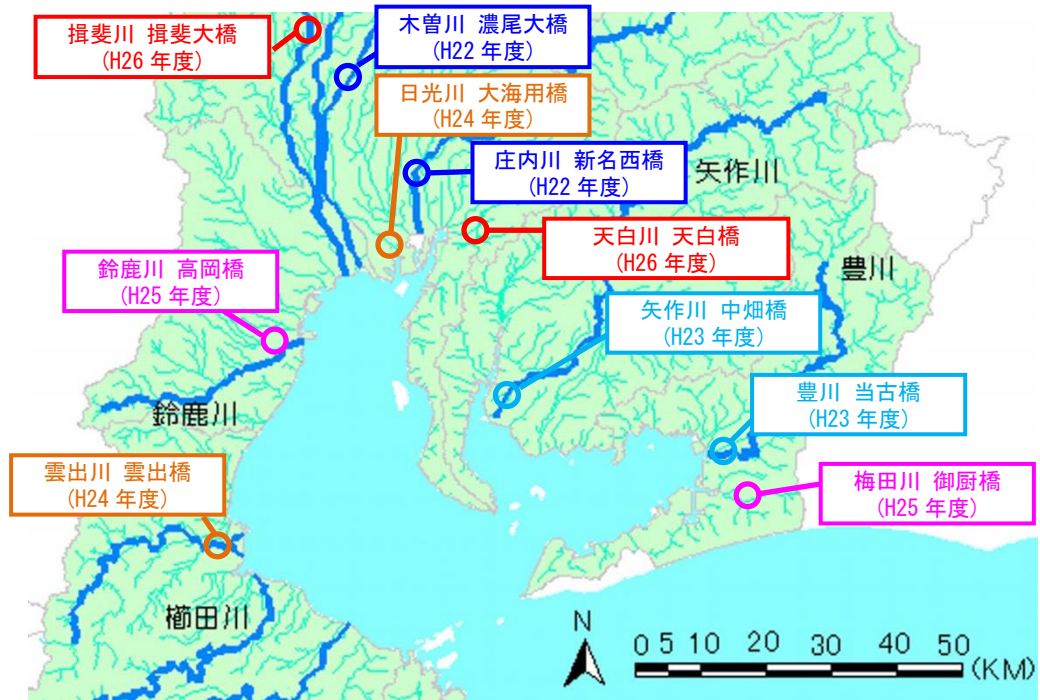 揖斐川 揖斐大橋
(H26 年度)
木曽川 濃尾大橋
(H22 年度)
日光川 大海用橋
(H24 年度)
庄内川 新名西橋
(H22 年度)
矢作川
天白川 天白橋
(H26 年度)
豊川
鈴鹿川 高岡橋
(H25 年度)
矢作川 中畑橋
(H23 年度)
豊川 当古橋
(H23 年度)
鈴鹿川
雲出川 雲出橋
(H24 年度)
梅田川 御厨橋
(H25 年度)
櫛田川
N
0 5 10 20 30 40 50 (KM)